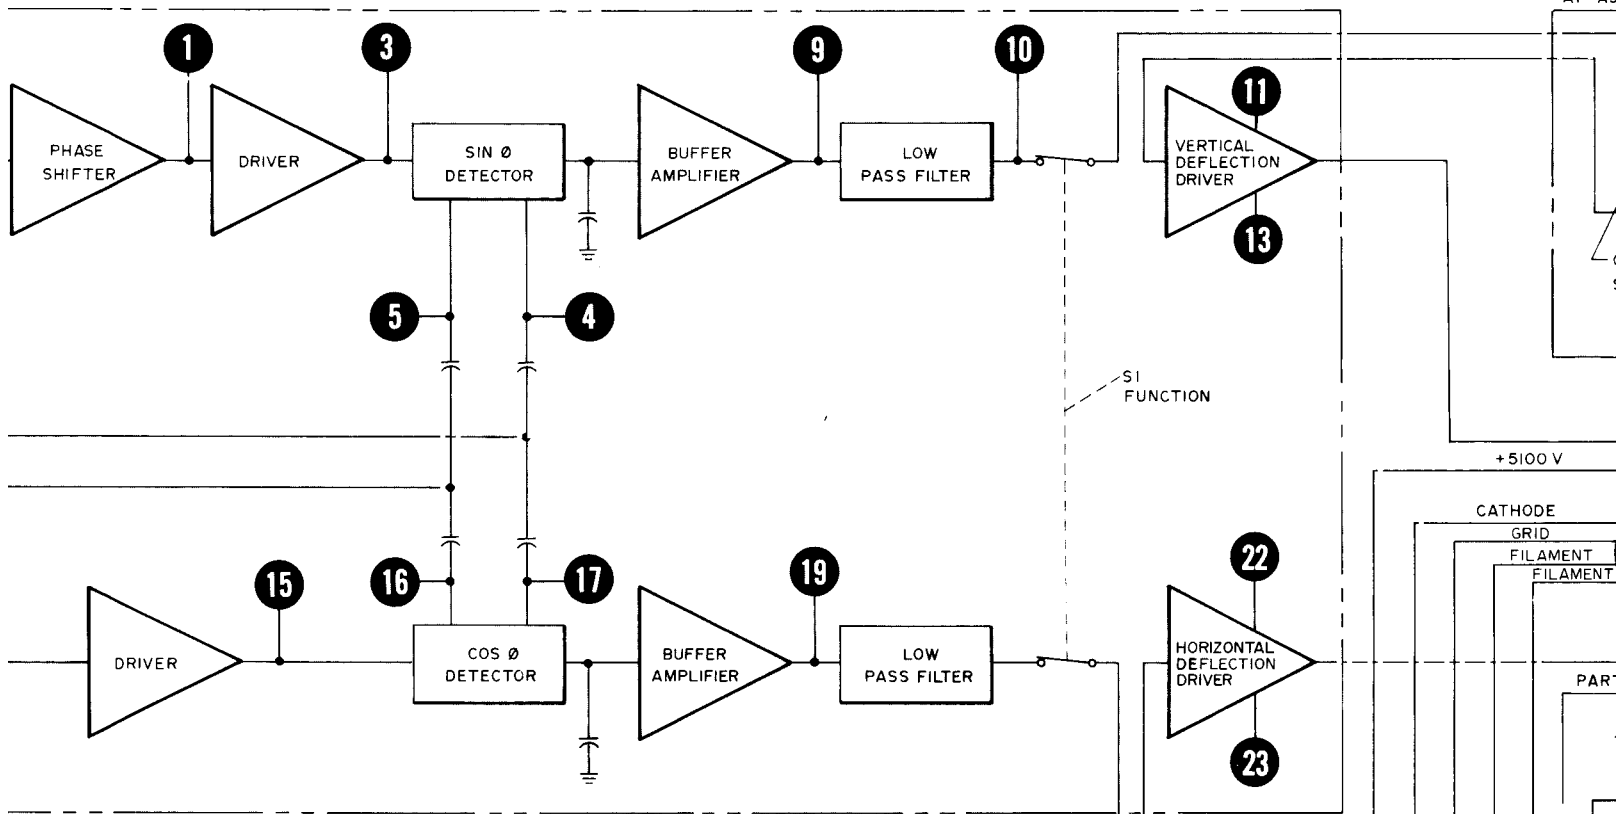 1
3
9
10
11
PHASE
SHIFTER
DRIVER
SIN Ø
DETECTOR
BUFFER
AMPLIFIER
LOW
PASS FILTER
VERTICAL
DEFLECTION
DRIVER
13
5
4
S1
FUNCTION
+5100 V
CATHODE
GRID
FILAMENT
FILAMENT
15
16
17
19
22
DRIVER
COS Ø
DETECTOR
BUFFER
AMPLIFIER
LOW
PASS FILTER
HORIZONTAL
DEFLECTION
DRIVER
PART
23